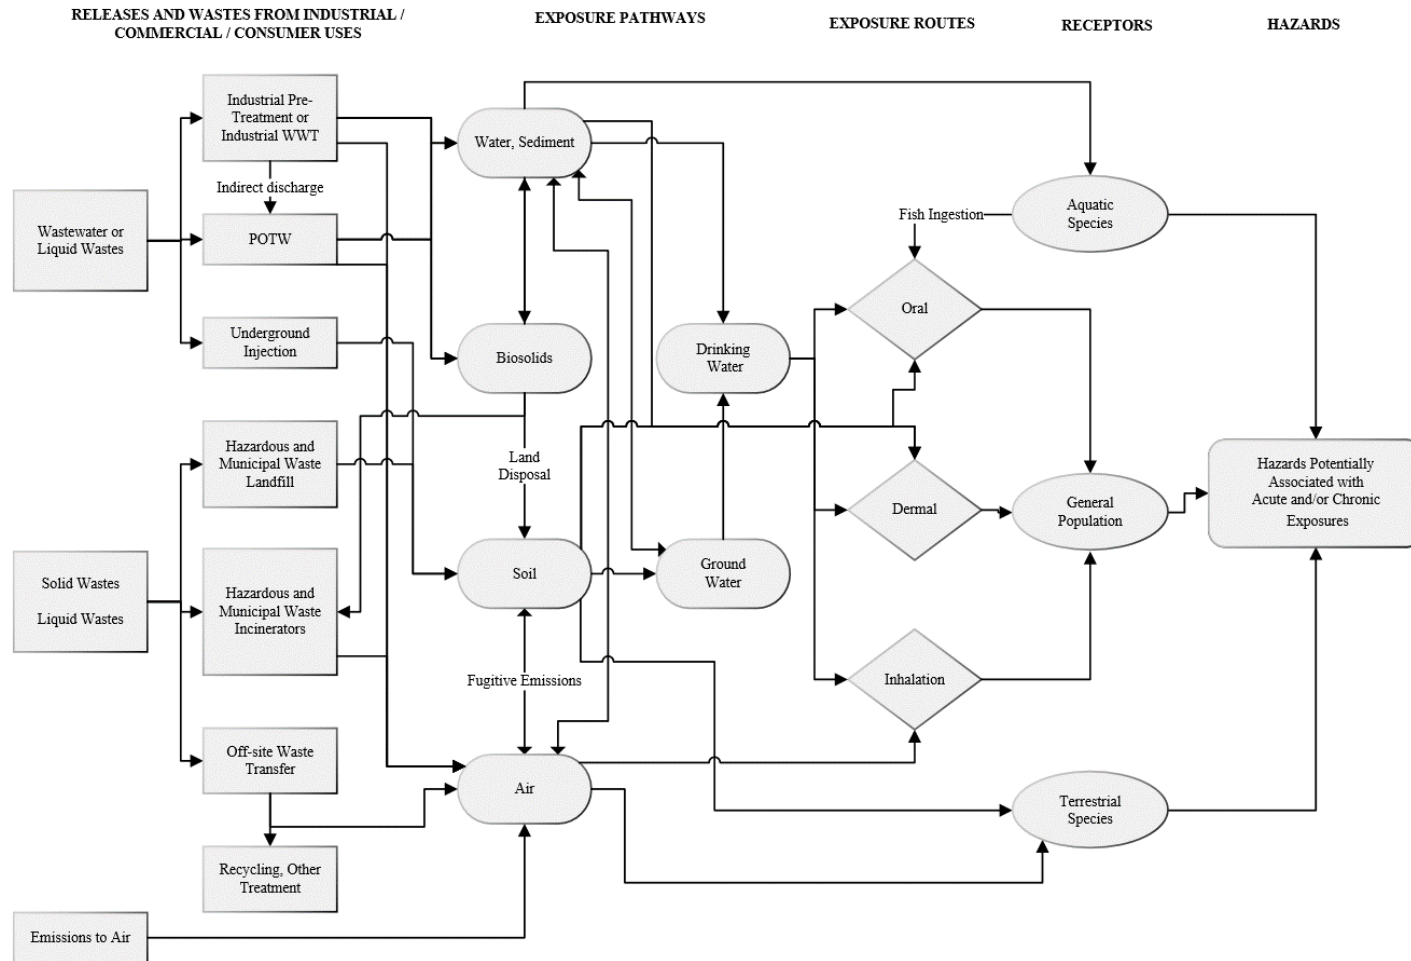 RELEASES AND WASTES FROM INDUSTRIAL /
COMMERCIAL / CONSUMER USES
EXPOSURE PATHWAYS
EXPOSURE ROUTES
RECEPTORS
HAZARDS
Industrial Pre-
Treatment or
Industrial WWT
Indirect discharge
Wastewater or
Liquid Wastes
POTW
Underground
Injection
Hazardous and
Municipal Waste
Landfill
Solid Wastes
Liquid Wastes
Hazardous and
Municipal Waste
Incinerators
Off-site Waste
Transfer
Recycling, Other
Treatment
Emissions to Air
Water, Sediment
Biosolids
Land
Disposal
Soil
Fugitive Emissions
Air
Drinking
Water
Ground
Water
Fish Ingestion
Oral
Dermal
Inhalation
Aquatic
Species
General
Population
Terrestrial
Species
Hazards Potentially
Associated with
Acute and/or Chronic
Exposures